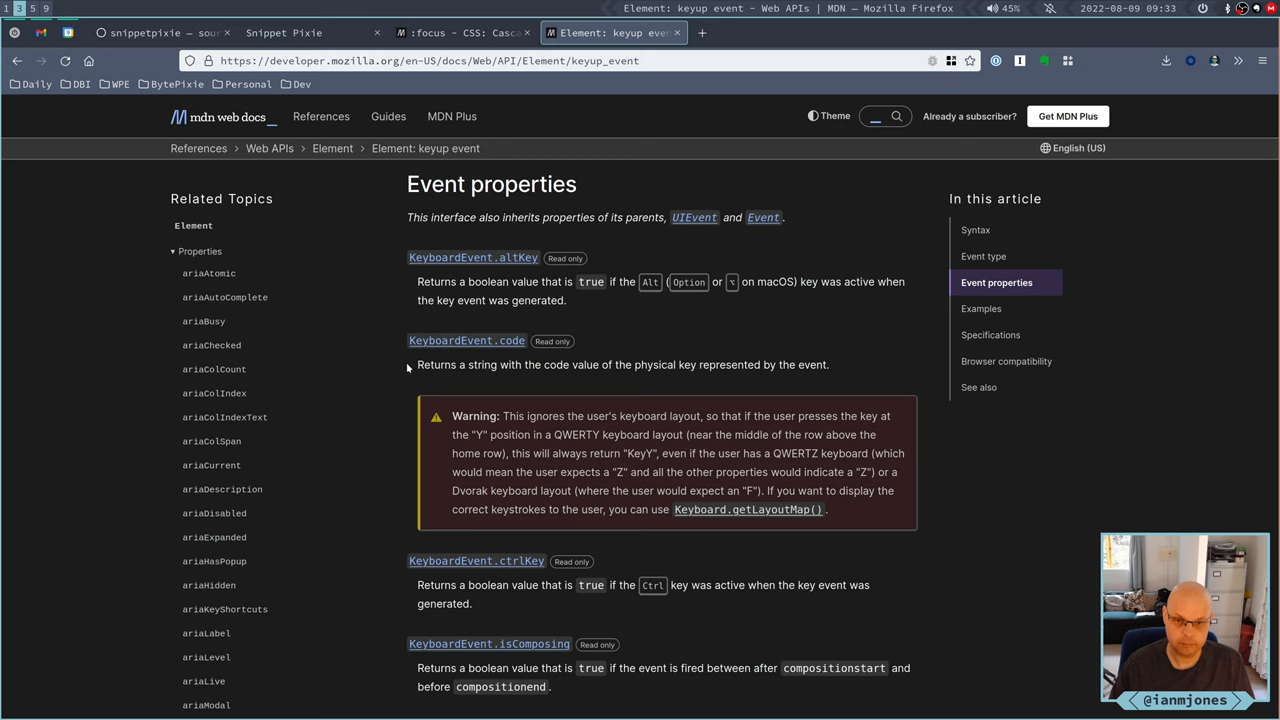 1 3 5 9
Element: keyup event - Web APIs | MDN — Mozilla Firefox
45%
2022-08-09 09:33
snippetpixie — sour
Snippet Pixie
:focus - CSS: Casca
Element: keyup even
https://developer.mozilla.org/en-US/docs/Web/API/Element/keyup_event
Daily
DBI
WPE
BytePixie
Personal
Dev
mdn web docs_
References
Guides
MDN Plus
Theme
Already a subscriber?
Get MDN Plus
References > Web APIs > Element > Element: keyup event
English (US)
Related Topics
Element
Properties
ariaAtomic
ariaAutoComplete
ariaBusy
ariaChecked
ariaColCount
ariaColIndex
ariaColIndexText
ariaColSpan
ariaCurrent
ariaDescription
ariaDisabled
ariaExpanded
ariaHasPopup
ariaHidden
ariaKeyShortcuts
ariaLabel
ariaLevel
ariaLive
ariaModal
Event properties
This interface also inherits properties of its parents, UIEvent and Event.
KeyboardEvent.altKey Read only
Returns a boolean value that is true if the Alt (Option or ⌥ on macOS) key was active when
the key event was generated.
KeyboardEvent.code Read only
Returns a string with the code value of the physical key represented by the event.
Warning: This ignores the user's keyboard layout, so that if the user presses the key at
the "Y" position in a QWERTY keyboard layout (near the middle of the row above the
home row), this will always return "KeyY", even if the user has a QWERTZ keyboard (which
would mean the user expects a "Z" and all the other properties would indicate a "Z") or a
Dvorak keyboard layout (where the user would expect an "F"). If you want to display the
correct keystrokes to the user, you can use Keyboard.getLayoutMap().
KeyboardEvent.ctrlKey Read only
Returns a boolean value that is true if the Ctrl key was active when the key event was
generated.
KeyboardEvent.isComposing Read only
Returns a boolean value that is true if the event is fired between after compositionstart and
before compositionend.
In this article
Syntax
Event type
Event properties
Examples
Specifications
Browser compatibility
See also
@ianmjones